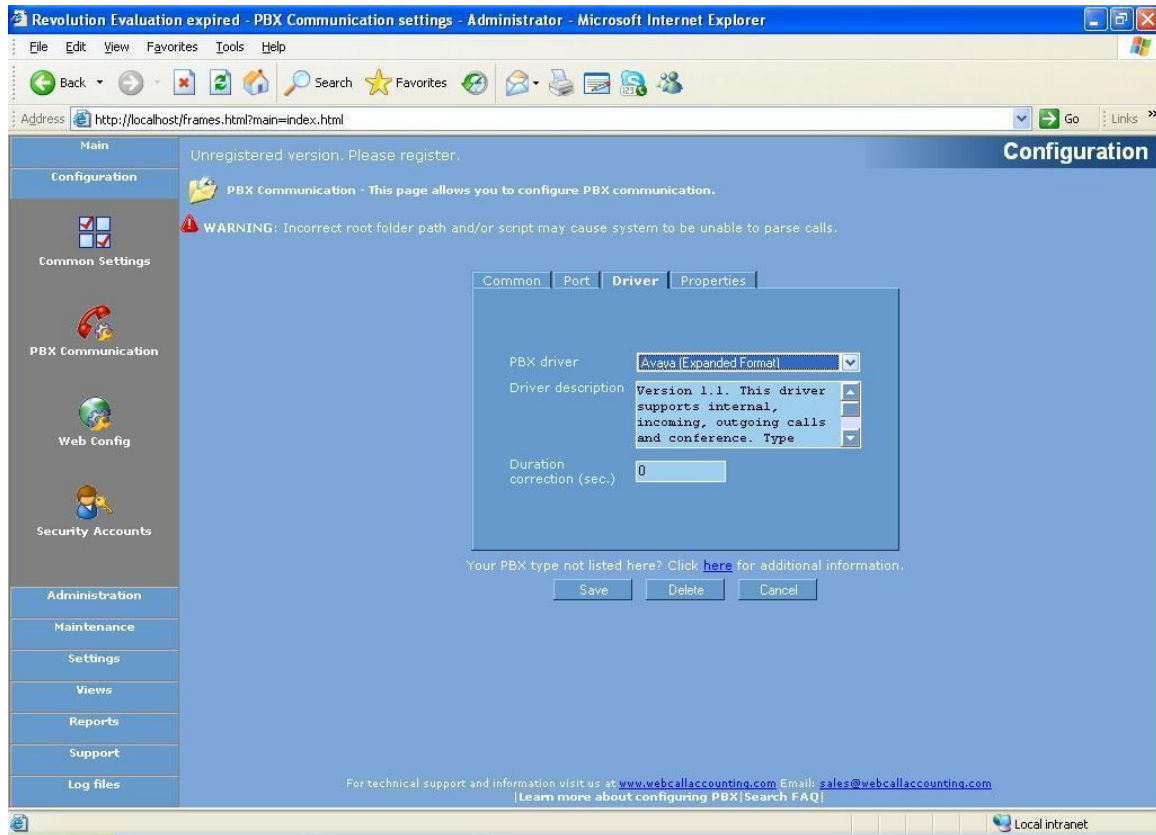 Revolution Evaluation expired - PBX Communication settings - Administrator - Microsoft Internet Explorer
File Edit View Favorites Tools Help
Back Search Favorites
Address http://localhost/frames.html?main=index.html Go Links »
Main
Configuration
Common Settings
PBX Communication
Web Config
Security Accounts
Administration
Maintenance
Settings
Views
Reports
Support
Log files
Unregistered version. Please register.
Configuration
PBX Communication - This page allows you to configure PBX communication.
WARNING: Incorrect root folder path and/or script may cause system to be unable to parse calls.
Common Port Driver Properties
PBX driver Avaya (Expanded Format)
Driver description
Version 1.1. This driver
supports internal,
incoming, outgoing calls
and conference. Type
Duration
correction (sec.) 0
Your PBX type not listed here? Click here for additional information.
Save Delete Cancel
For technical support and information visit us at www.webcallaccounting.com Email: sales@webcallaccounting.com
|Learn more about configuring PBX|Search FAQ|
Local intranet